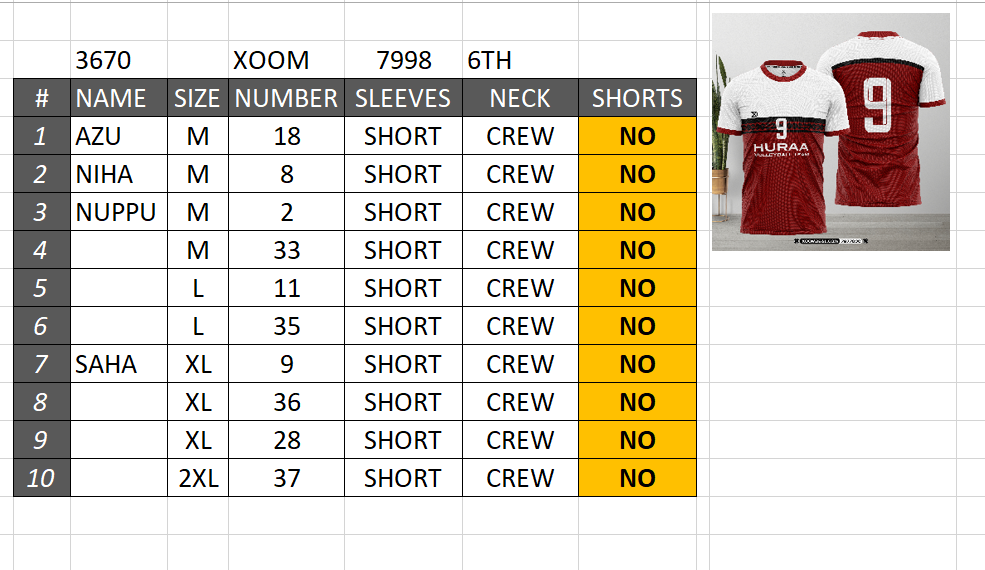 3670 XOOM 7998 6TH
# NAME SIZE NUMBER SLEEVES NECK SHORTS
1 AZU M 18 SHORT CREW NO
2 NIHA M 8 SHORT CREW NO
3 NUPPU M 2 SHORT CREW NO
4 M 33 SHORT CREW NO
5 L 11 SHORT CREW NO
6 L 35 SHORT CREW NO
7 SAHA XL 9 SHORT CREW NO
8 XL 36 SHORT CREW NO
9 XL 28 SHORT CREW NO
10 2XL 37 SHORT CREW NO
9
9
HURAA
VOLLEYBALL TEAM